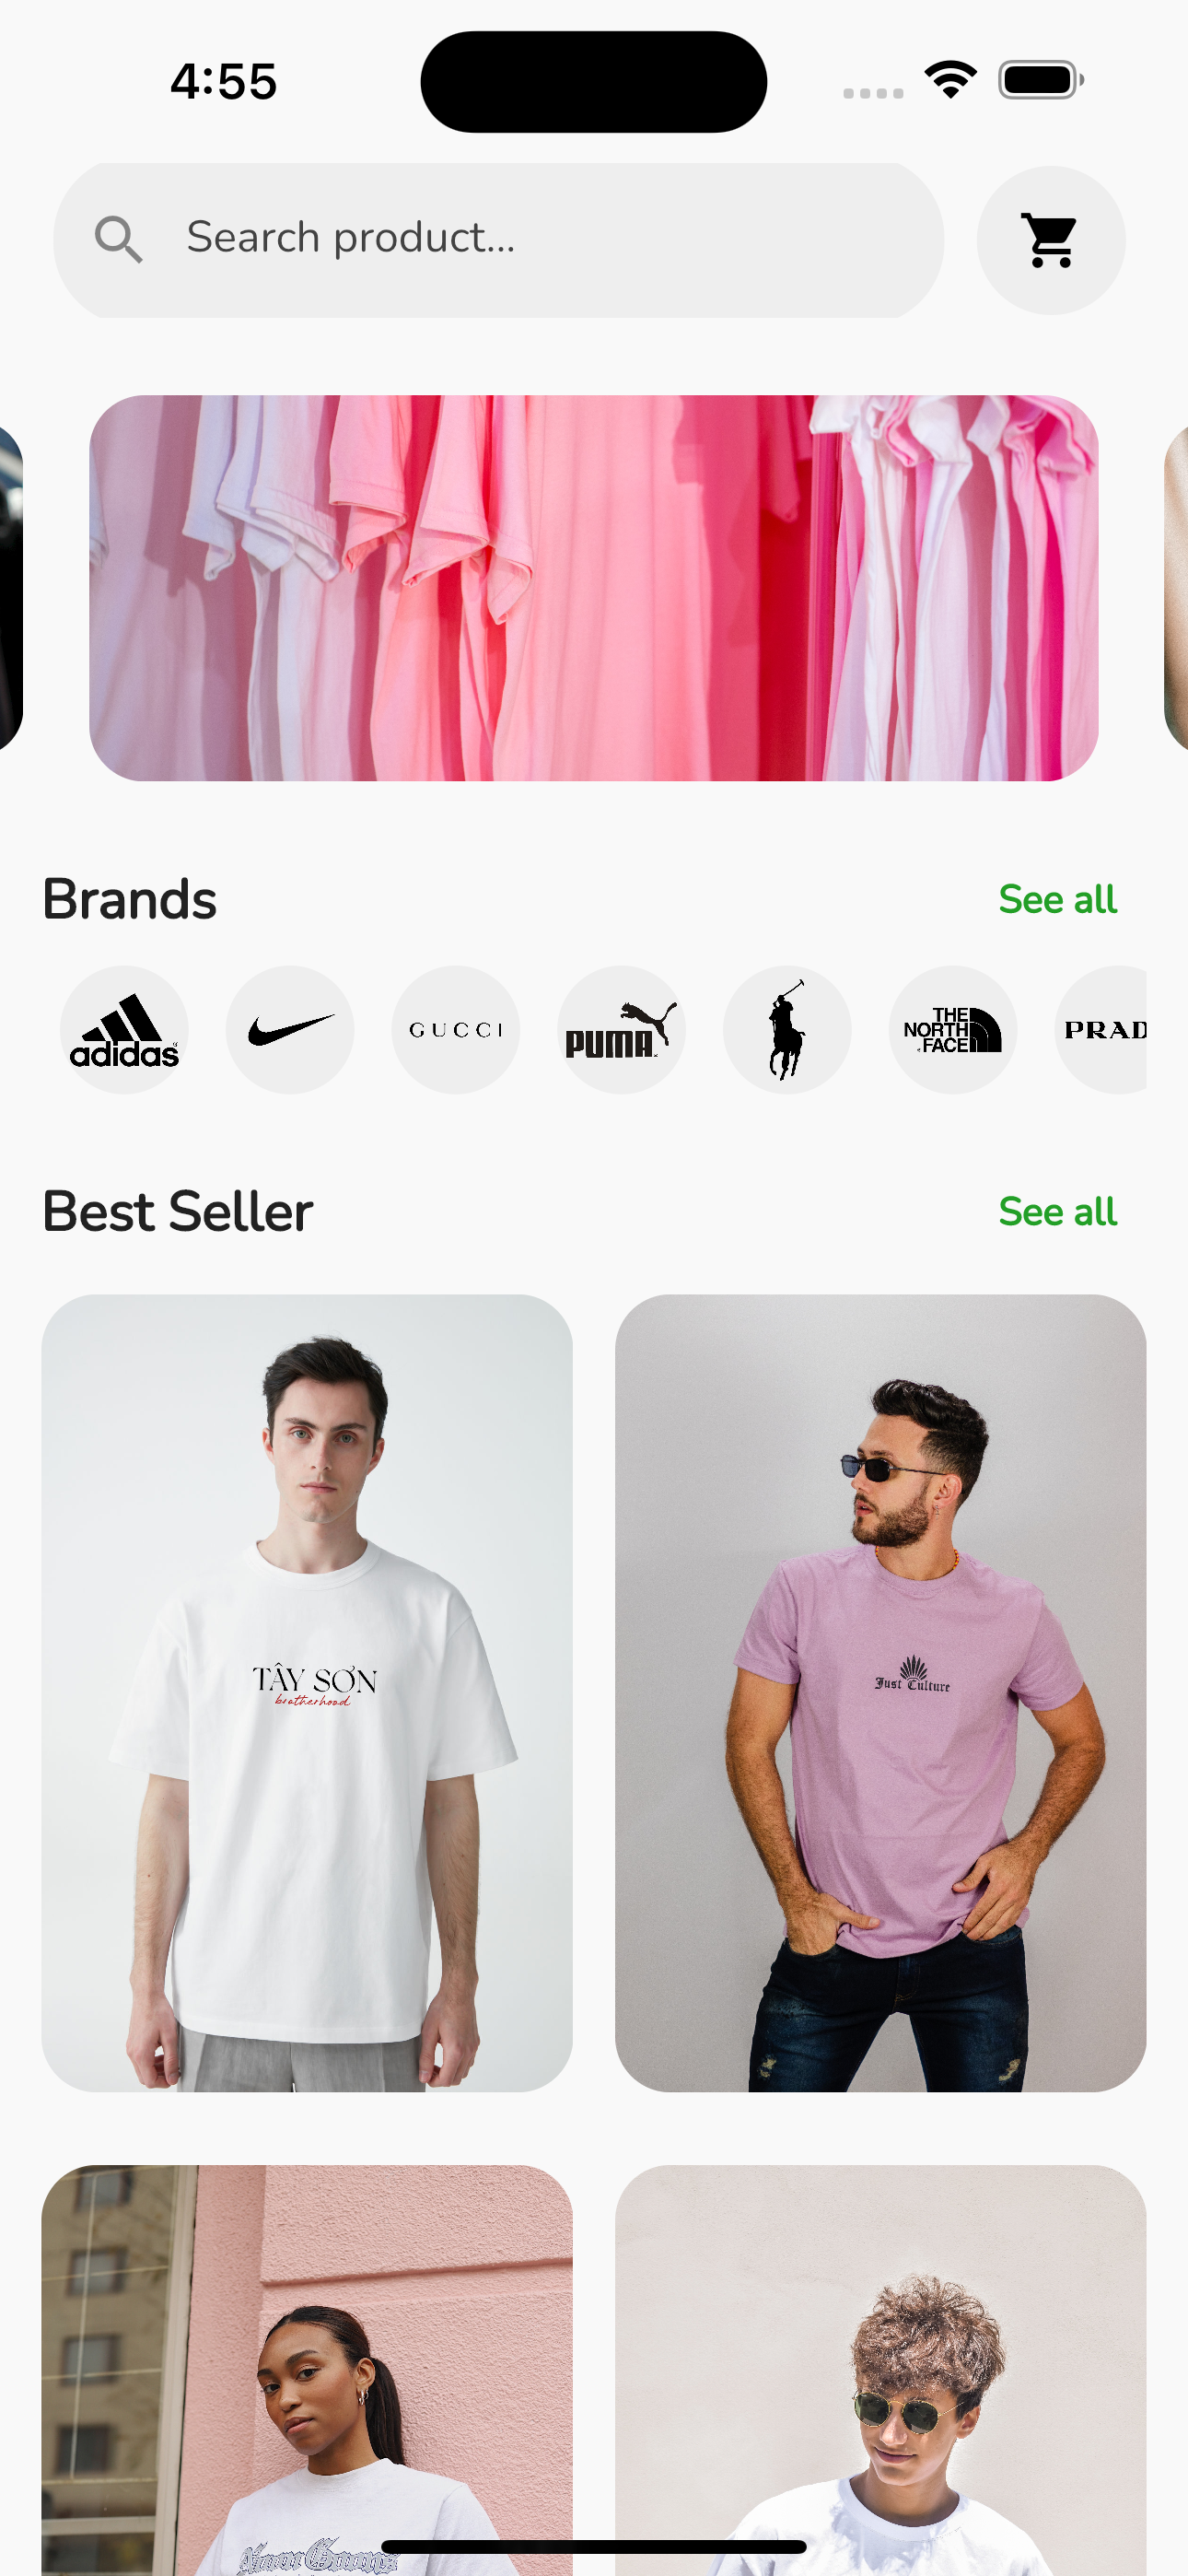 4:55
Search product...
Brands
See all
adidas
GUCCI
PUMA
THE
NORTH
FACE
PRAD
Best Seller
See all
TÂY SƠN
brotherhood
Just Culture